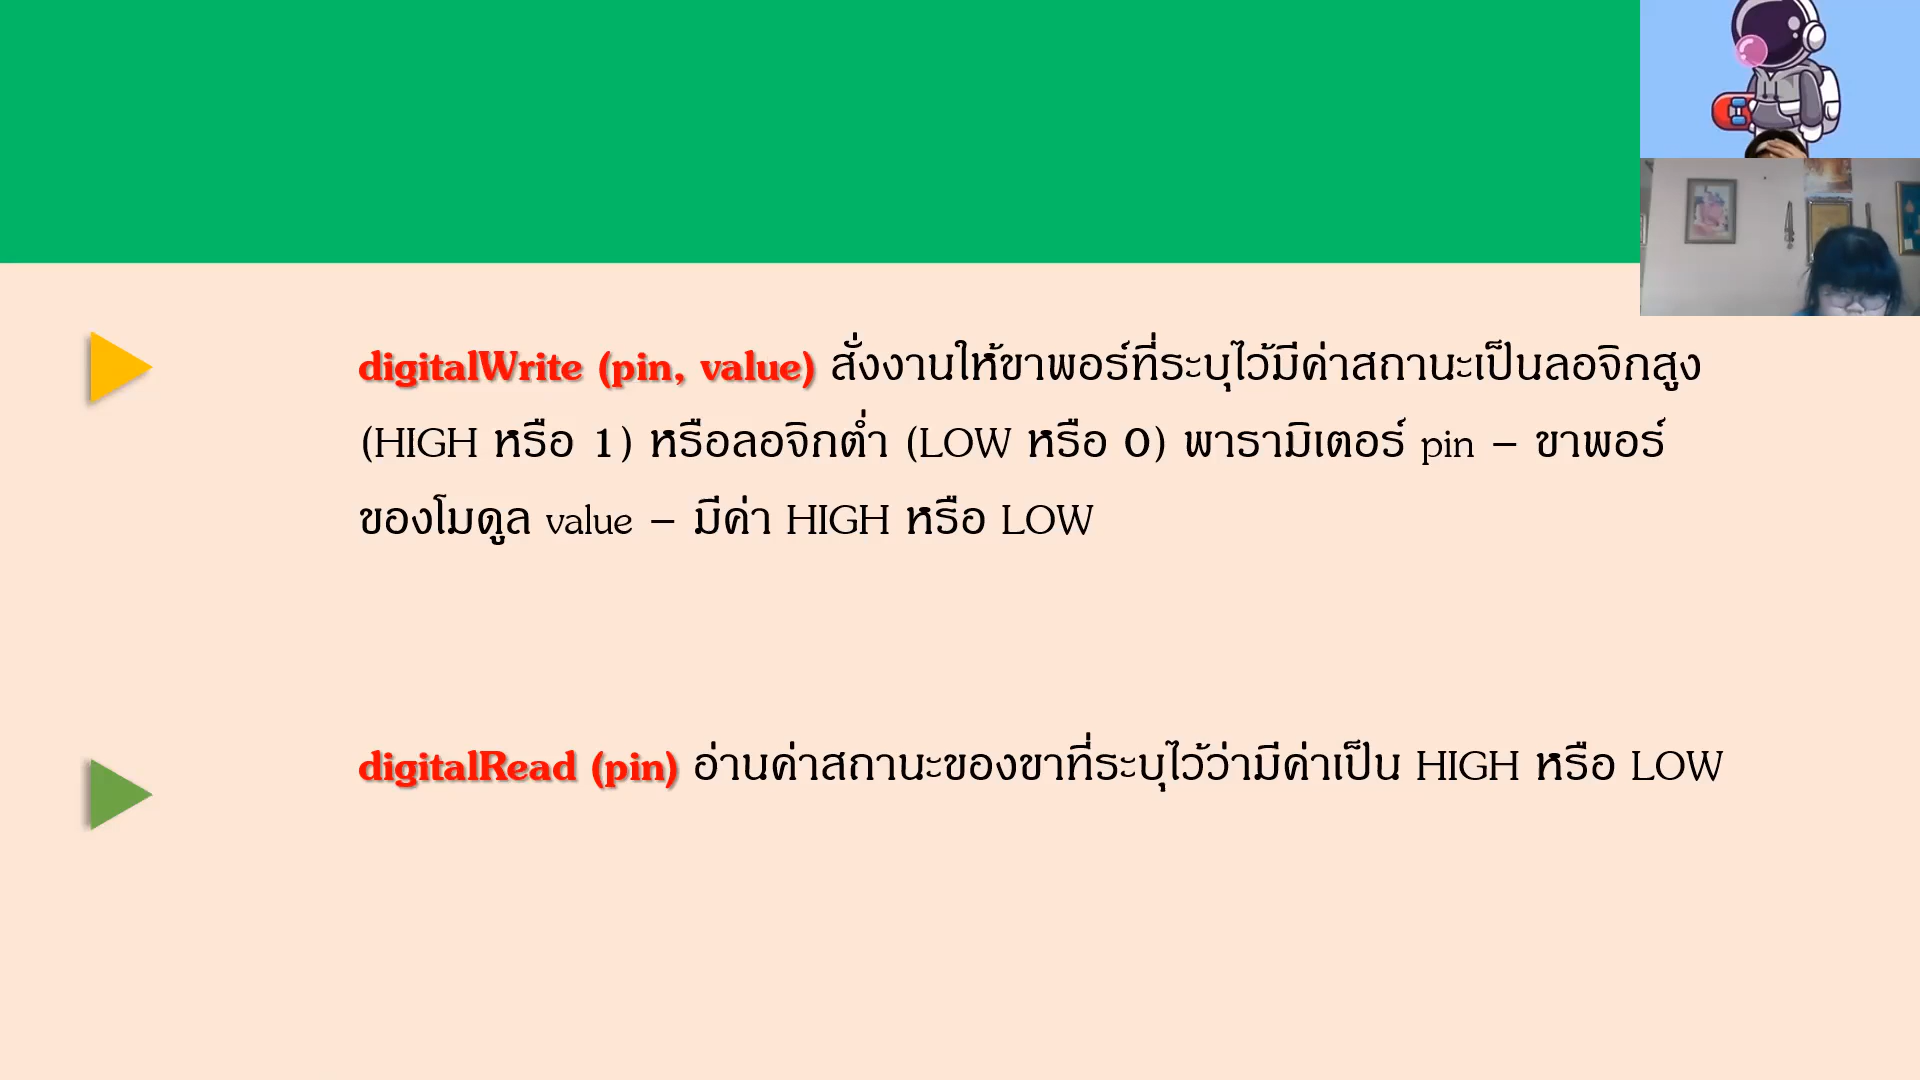 digitalWrite (pin, value) สั่งงานให้ขาพอร์ที่ระบุไว้มีค่าสถานะเป็นลอจิกสูง
(HIGH หรือ 1) หรือลอจิกต่ำ (LOW หรือ 0) พารามิเตอร์ pin – ขาพอร์
ของโมดูล value – มีค่า HIGH หรือ LOW
digitalRead (pin) อ่านค่าสถานะของขาที่ระบุไว้ว่ามีค่าเป็น HIGH หรือ LOW